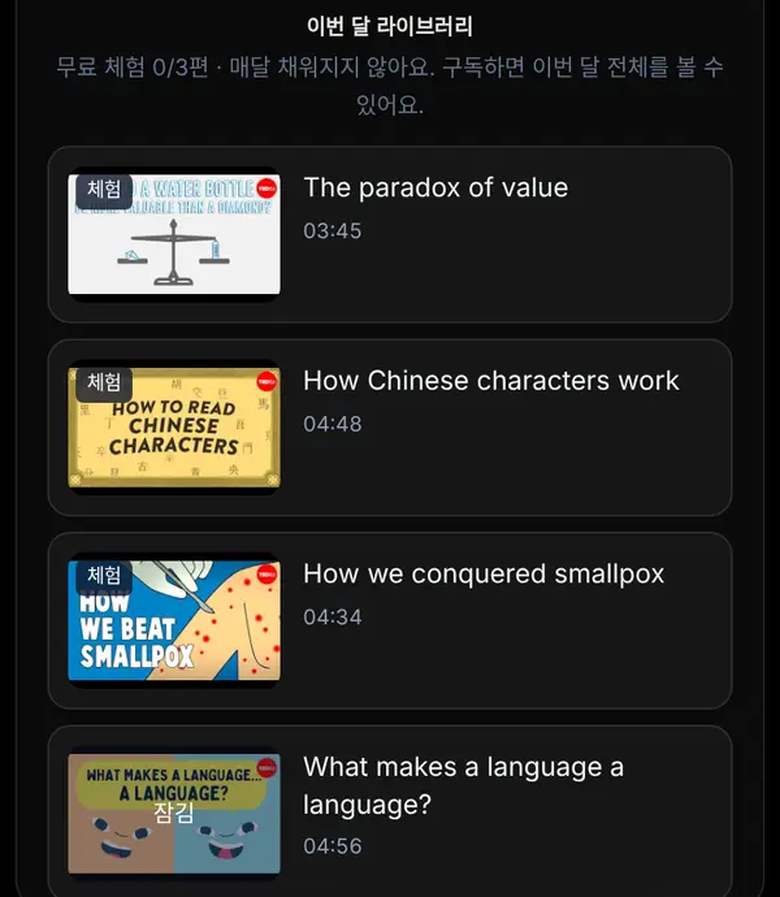 이번 달 라이브러리
무료 체험 0/3편 · 매달 채워지지 않아요. 구독하면 이번 달 전체를 볼 수
있어요.
체험
A WATER BOTTLE
VALUABLE THAN A DIAMOND?
The paradox of value
03:45
체험
HOW TO READ
CHINESE
CHARACTERS
How Chinese characters work
04:48
체험
HOW
WE BEAT
SMALLPOX
How we conquered smallpox
04:34
WHAT MAKES A LANGUAGE...
A LANGUAGE?
잠김
What makes a language a
language?
04:56